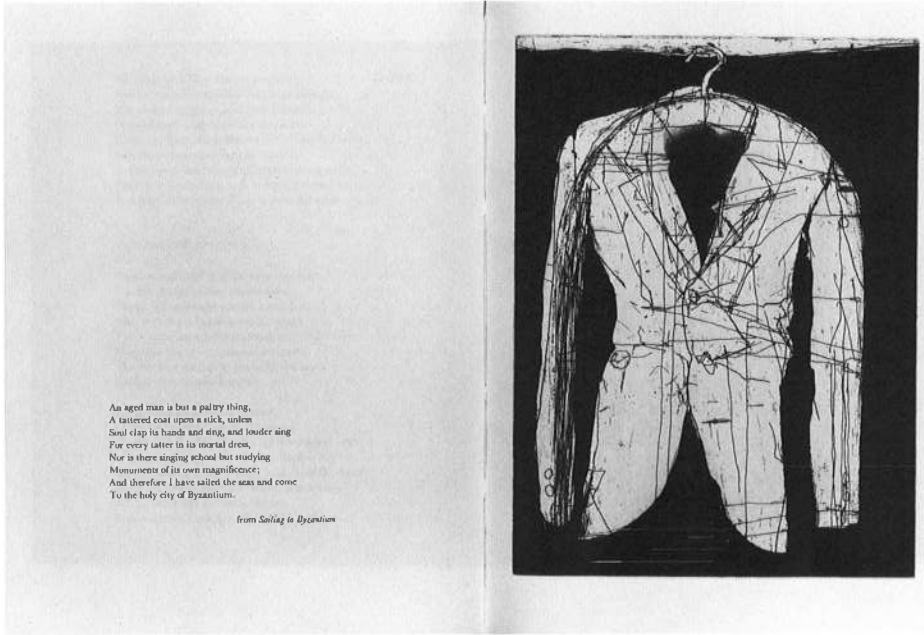 An aged man is but a paltry thing,
A tattered coat upon a stick, unless
Soul clap its hands and sing, and louder sing
For every tatter in its mortal dress,
Nor is there singing school but studying
Monuments of its own magnificence;
And therefore I have sailed the seas and come
To the holy city of Byzantium.
from Sailing to Byzantium